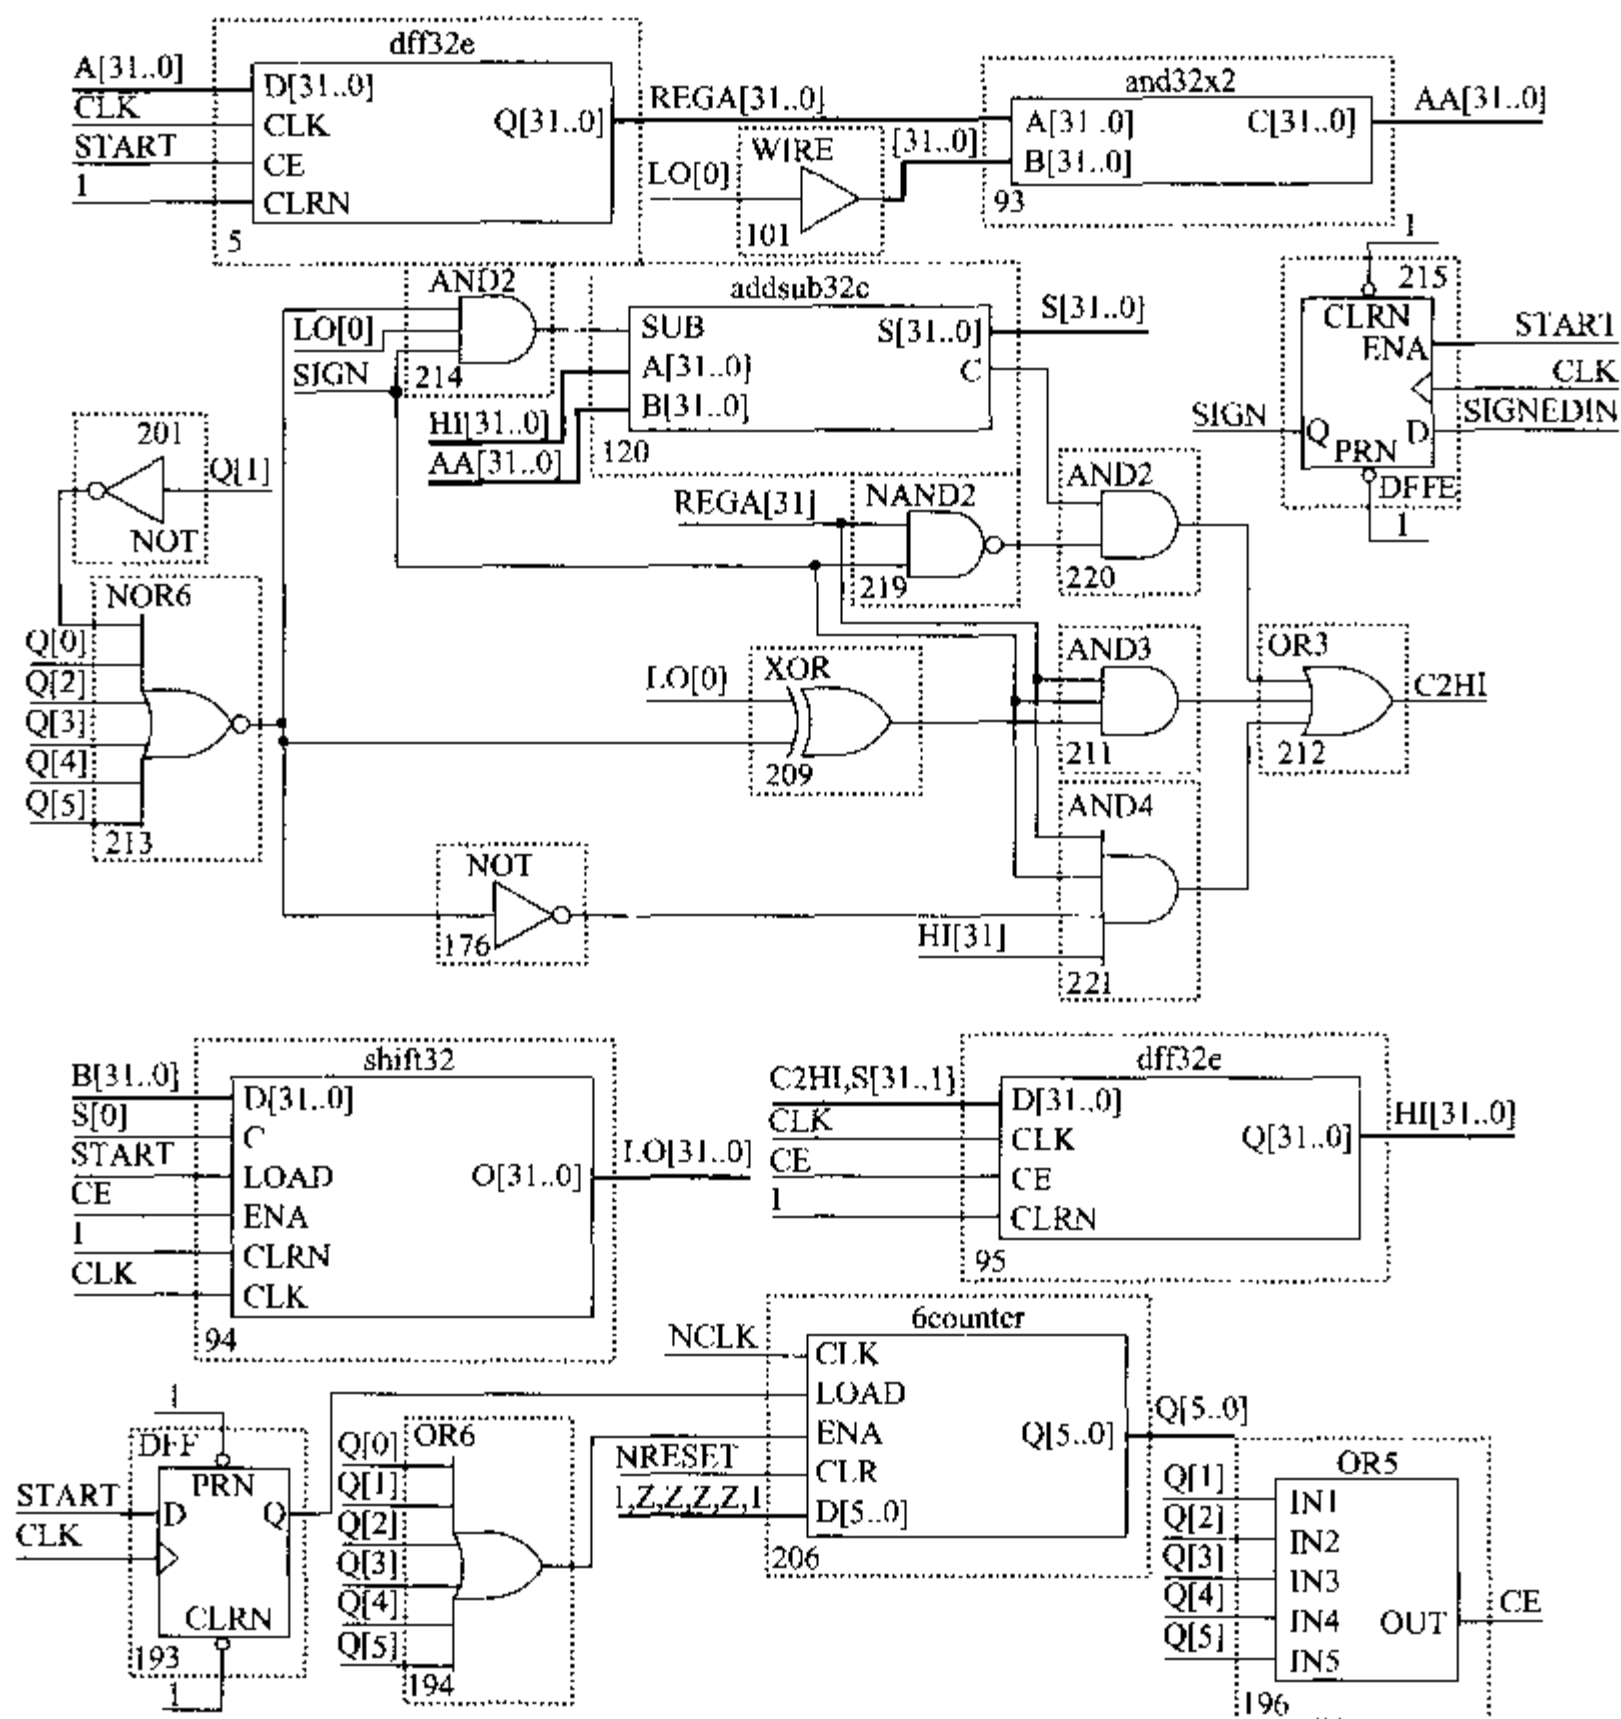 dff32e
A[31..0]
D[31..0]
CLK
CLK
Q[31..0]
START
CE
1
CLRN
5
REGA[31..0]
WIRE
[31..0]
LO[0]
101
and32x2
A[31..0]
C[31..0]
B[31..0]
93
AA[31..0]
AND2
LO[0]
SIGN
214
addsub32c
SUB
S[31..0]
A[31..0]
C
B[31..0]
120
HI[31..0]
AA[31..0]
S[31..0]
1
215
CLRN
ENA
START
CLK
SIGN
Q
D
SIGNEDIN
PRN
DFFE
1
201
Q[1]
NOT
REGA[31]
NAND2
219
AND2
220
NOR6
Q[0]
Q[2]
Q[3]
Q[4]
Q[5]
213
LO[0]
XOR
209
AND3
211
OR3
C2HI
212
NOT
176
AND4
HI[31]
221
shift32
B[31..0]
D[31..0]
S[0]
C
START
LOAD
O[31..0]
LO[31..0]
CE
ENA
1
CLRN
CLK
CLK
94
dff32e
C2HI,S[31..1]
D[31..0]
CLK
CLK
Q[31..0]
HI[31..0]
CE
CE
1
CLRN
95
6counter
NCLK
CLK
LOAD
ENA
Q[5..0]
Q[5..0]
NRESET
CLR
1,Z,Z,Z,Z,1
D[5..0]
206
1
DFF
PRN
START
D
Q
CLK
CLRN
193
1
Q[0]
OR6
Q[1]
Q[2]
Q[3]
Q[4]
Q[5]
194
OR5
Q[1]
IN1
Q[2]
IN2
Q[3]
IN3
Q[4]
IN4
OUT
CE
Q[5]
IN5
196